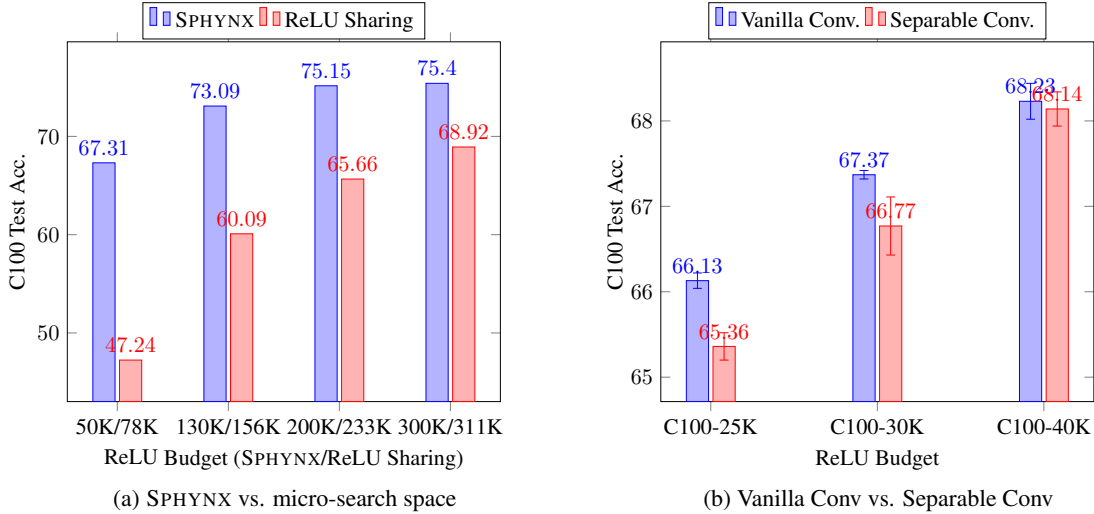 SPHYNX ReLU Sharing
C100 Test Acc.
70
60
50
67.31
73.09
75.15
75.4
47.24
60.09
65.66
68.92
50K/78K 130K/156K 200K/233K 300K/311K
ReLU Budget (SPHYNX/ReLU Sharing)
(a) SPHYNX vs. micro-search space
Vanilla Conv. Separable Conv.
C100 Test Acc.
68
67
66
65
66.13
67.37
68.23
65.36
66.77
68.14
C100-25K C100-30K C100-40K
ReLU Budget
(b) Vanilla Conv vs. Separable Conv